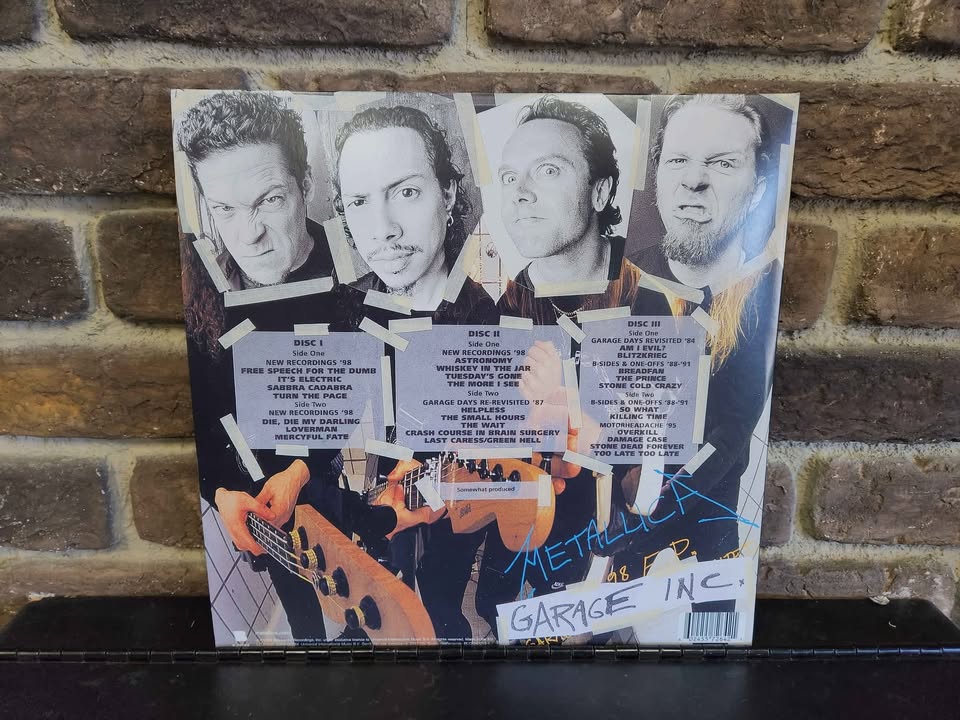 DISC I
Side One
NEW RECORDINGS '98
FREE SPEECH FOR THE DUMB
IT'S ELECTRIC
SABBRA CADABRA
TURN THE PAGE
Side Two
NEW RECORDINGS '98
DIE, DIE MY DARLING
LOVERMAN
MERCYFUL FATE
DISC II
Side One
NEW RECORDINGS '98
ASTRONOMY
WHISKEY IN THE JAR
TUESDAY'S GONE
THE MORE I SEE
Side Two
GARAGE DAYS RE-REVISITED '87
HELPLESS
THE SMALL HOURS
THE WAIT
CRASH COURSE IN BRAIN SURGERY
LAST CARESS/GREEN HELL
DISC III
Side One
GARAGE DAYS REVISITED '84
AM I EVIL?
BLITZKRIEG
B-SIDES & ONE-OFFS '88-'91
BREADFAN
THE PRINCE
STONE COLD CRAZY
Side Two
B-SIDES & ONE-OFFS '88-'91
SO WHAT
KILLING TIME
MOTORHEADACHE '95
OVERKILL
DAMAGE CASE
STONE DEAD FOREVER
TOO LATE TOO LATE
Somewhat produced
METALLICA
98 E.P.
GARAGE INC.